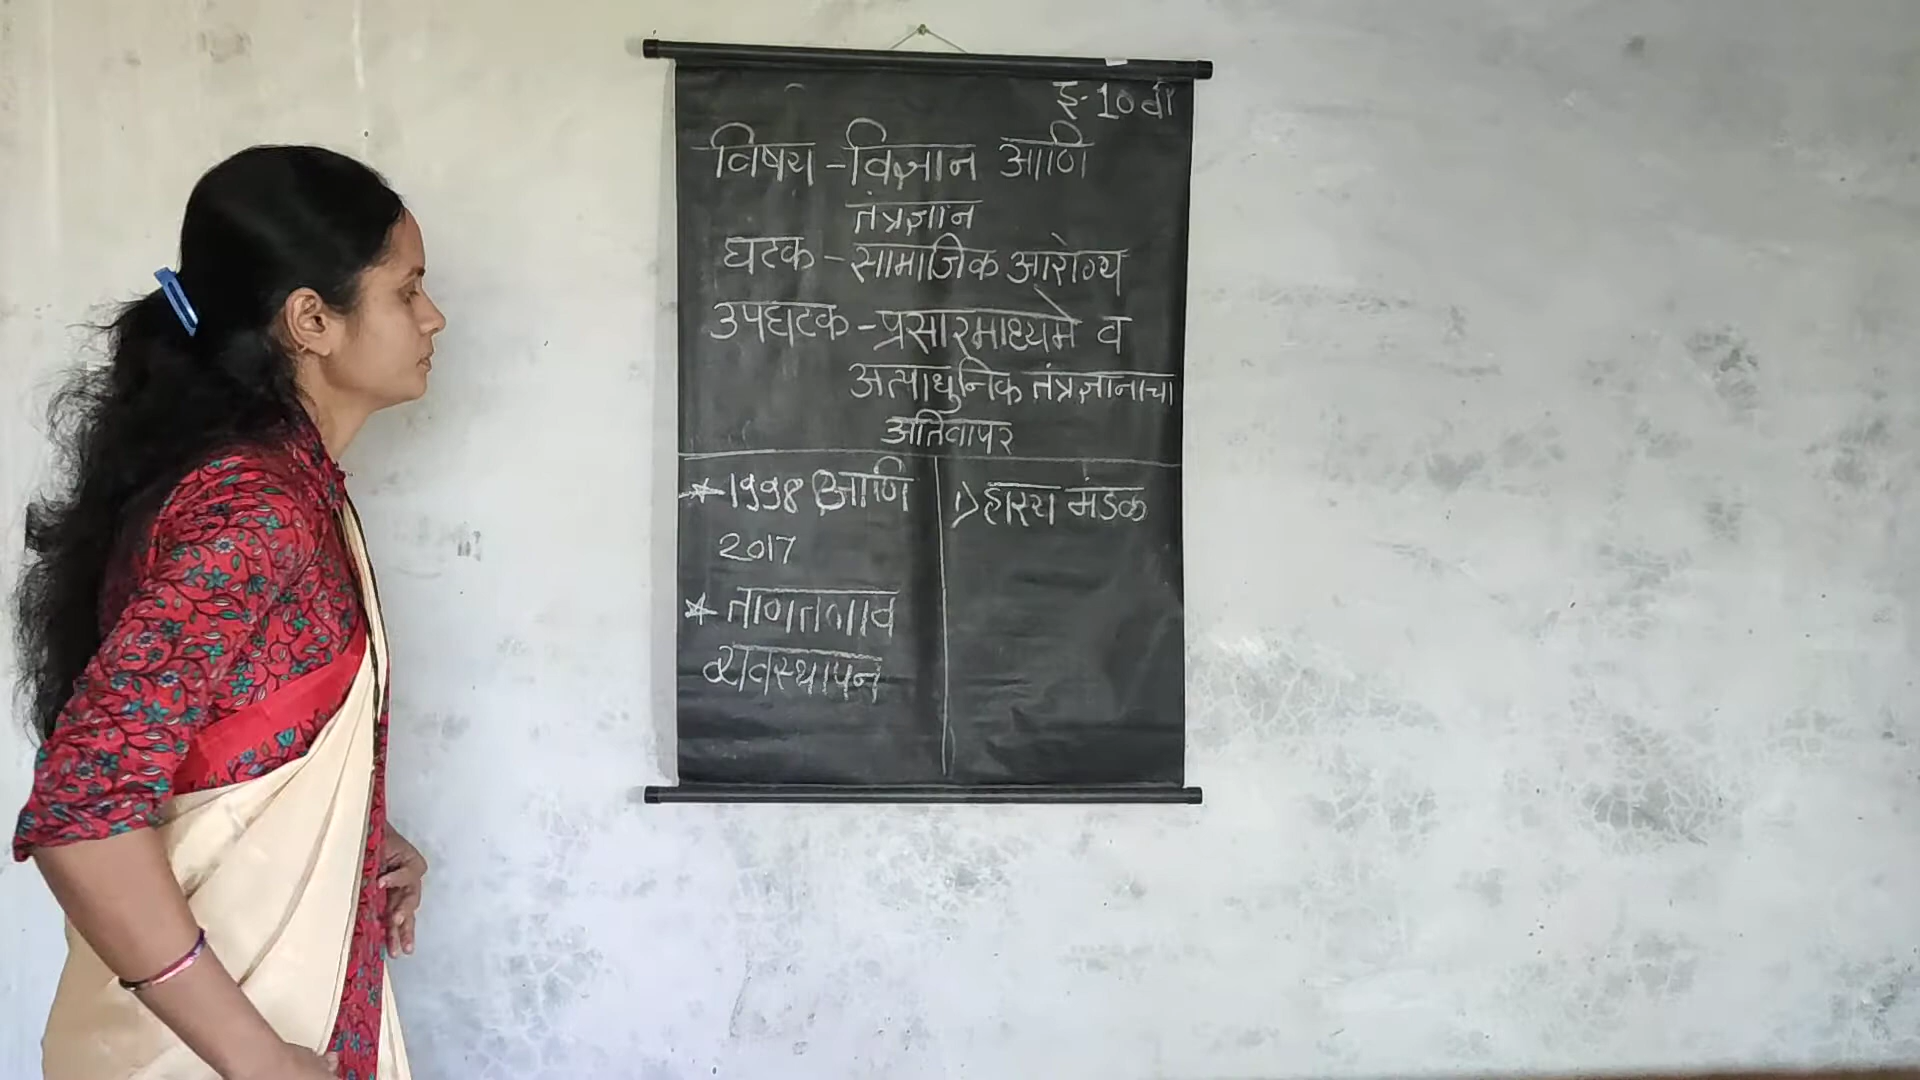 इ. 10 वी
विषय - विज्ञान आणि
तंत्रज्ञान
घटक - सामाजिक आरोग्य
उपघटक - प्रसारमाध्यमे व
अत्याधुनिक तंत्रज्ञानाचा
अतिवापर
* 1998 आणि
2017
* ताणतणाव
व्यवस्थापन
1) हास्य मंडळ